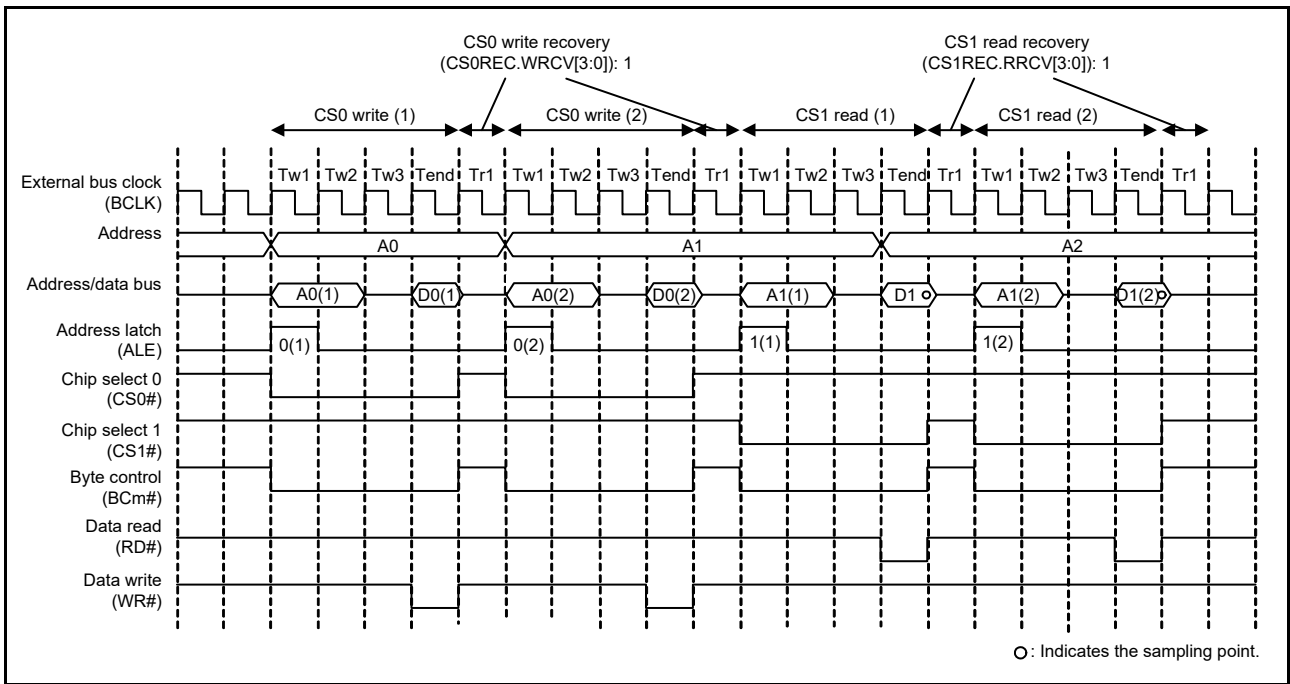 CS0 write recovery
(CS0REC.WRCV[3:0]): 1
CS1 read recovery
(CS1REC.RRCV[3:0]): 1
CS0 write (1)
CS0 write (2)
CS1 read (1)
CS1 read (2)
Tw1 Tw2 Tw3 Tend Tr1 Tw1 Tw2 Tw3 Tend Tr1 Tw1 Tw2 Tw3 Tend Tr1 Tw1 Tw2 Tw3 Tend Tr1
External bus clock
(BCLK)
Address
A0 A1 A2
Address/data bus
A0(1) D0(1) A0(2) D0(2) A1(1) D1 A1(2) D1(2)
Address latch
(ALE)
0(1) 0(2) 1(1) 1(2)
Chip select 0
(CS0#)
Chip select 1
(CS1#)
Byte control
(BCm#)
Data read
(RD#)
Data write
(WR#)
: Indicates the sampling point.